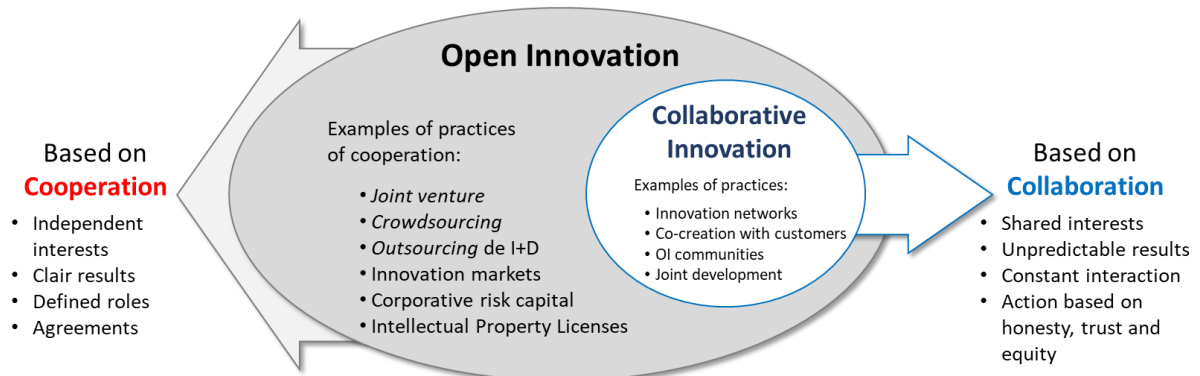 Open Innovation
Based on
Cooperation
• Independent
interests
• Clair results
• Defined roles
• Agreements
Examples of practices
of cooperation:
• Joint venture
• Crowdsourcing
• Outsourcing de I+D
• Innovation markets
• Corporative risk capital
• Intellectual Property Licenses
Collaborative
Innovation
Examples of practices:
• Innovation networks
• Co-creation with customers
• OI communities
• Joint development
Based on
Collaboration
• Shared interests
• Unpredictable results
• Constant interaction
• Action based on
honesty, trust and
equity